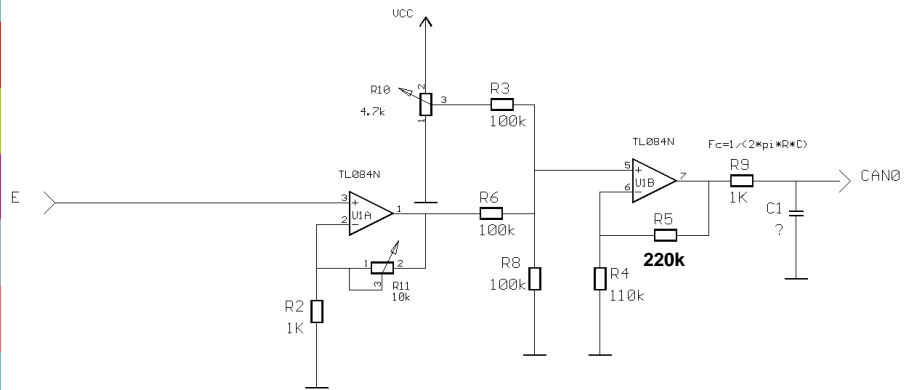 VCC
2
R10
3
4.7k
1
R3
100k
TL084N
Fc=1/(2*pi*R*C)
R9
1K
CAN0
5
+
7
U1B
6
-
C1
?
TL084N
E
3
+
1
U1A
2
-
R6
100k
R5
220k
R8
100k
R4
110k
1
2
3
R11
10k
R2
1K